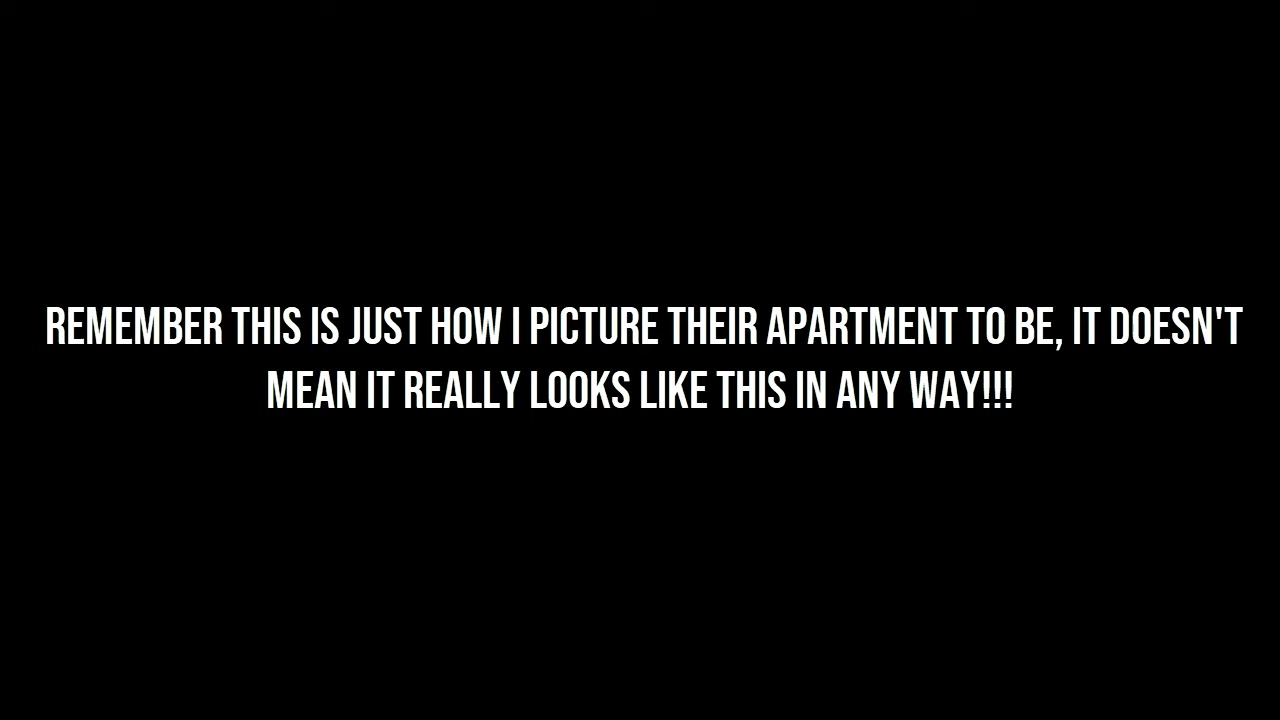 REMEMBER THIS IS JUST HOW I PICTURE THEIR APARTMENT TO BE, IT DOESN'T
MEAN IT REALLY LOOKS LIKE THIS IN ANY WAY!!!